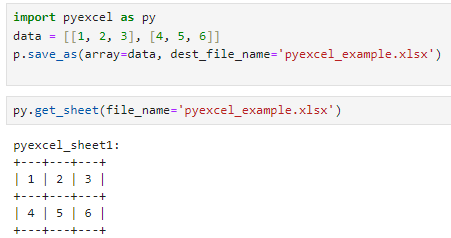 import pyexcel as py
data = [[1, 2, 3], [4, 5, 6]]
p.save_as(array=data, dest_file_name='pyexcel_example.xlsx')
py.get_sheet(file_name='pyexcel_example.xlsx')
pyexcel_sheet1:
+---+---+---+
| 1 | 2 | 3 |
+---+---+---+
| 4 | 5 | 6 |
+---+---+---+